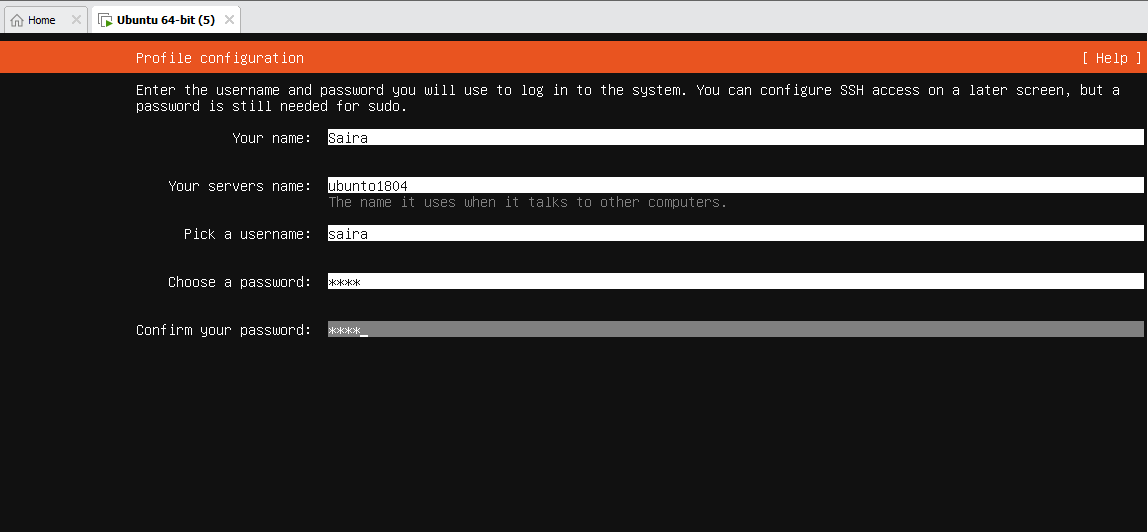 Home
Ubuntu 64-bit (5)
Profile configuration [ Help ]
Enter the username and password you will use to log in to the system. You can configure SSH access on a later screen, but a
password is still needed for sudo.
Your name: Saira
Your servers name: ubunto1804
The name it uses when it talks to other computers.
Pick a username: saira
Choose a password: ****
Confirm your password: ****_